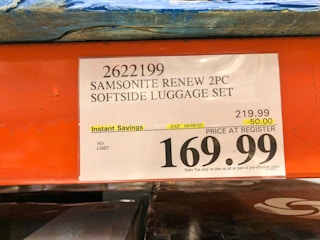 2622199
SAMSONITE RENEW 2PC
SOFTSIDE LUGGAGE SET
219.99
Instant Savings
-50.00
PRICE AT REGISTER
169.99